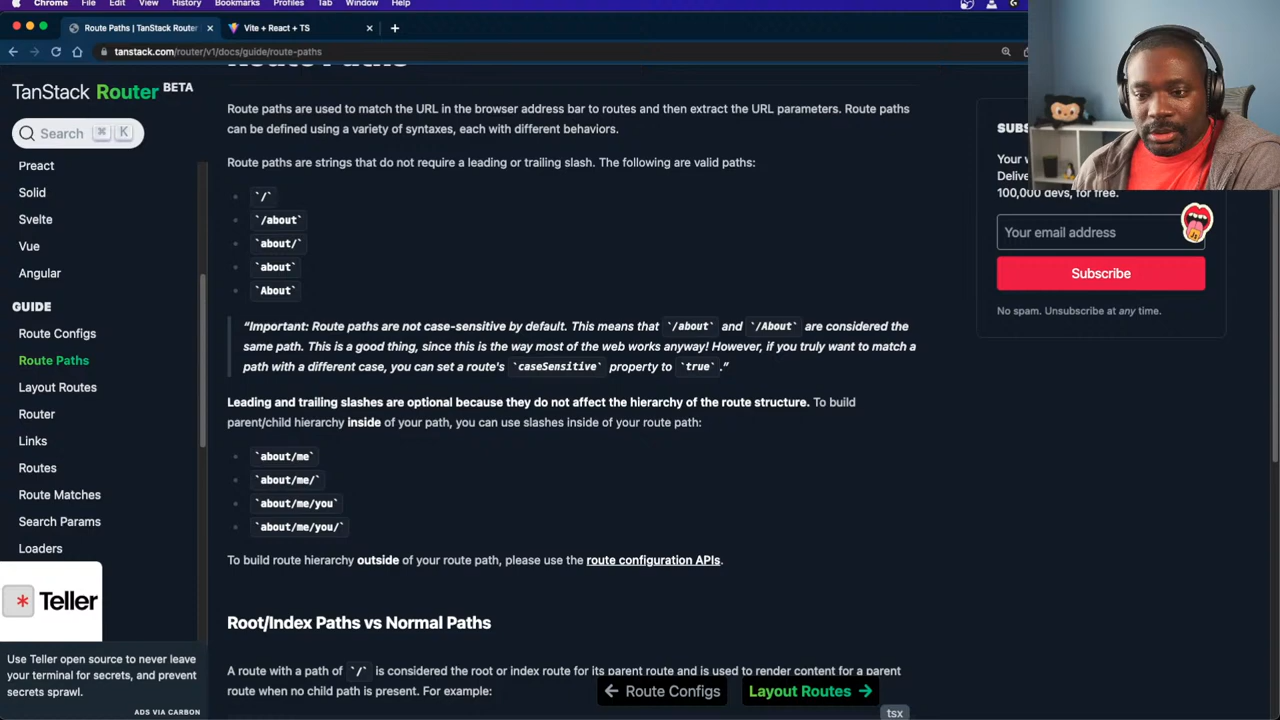 Chrome File Edit View History Bookmarks Profiles Tab Window Help
Route Paths | TanStack Router
Vite + React + TS
tanstack.com/router/v1/docs/guide/route-paths
TanStack Router BETA
Search ⌘ K
Preact
Solid
Svelte
Vue
Angular
GUIDE
Route Configs
Route Paths
Layout Routes
Router
Links
Routes
Route Matches
Search Params
Loaders
* Teller
Use Teller open source to never leave
your terminal for secrets, and prevent
secrets sprawl.
ADS VIA CARBON
Route Paths
Route paths are used to match the URL in the browser address bar to routes and then extract the URL parameters. Route paths
can be defined using a variety of syntaxes, each with different behaviors.
Route paths are strings that do not require a leading or trailing slash. The following are valid paths:
`/`
`/about`
`about/`
`about`
`About`
“Important: Route paths are not case-sensitive by default. This means that `/about` and `/About` are considered the
same path. This is a good thing, since this is the way most of the web works anyway! However, if you truly want to match a
path with a different case, you can set a route's `caseSensitive` property to `true`.”
Leading and trailing slashes are optional because they do not affect the hierarchy of the route structure. To build
parent/child hierarchy inside of your path, you can use slashes inside of your route path:
`about/me`
`about/me/`
`about/me/you`
`about/me/you/`
To build route hierarchy outside of your route path, please use the route configuration APIs.
Root/Index Paths vs Normal Paths
A route with a path of `/` is considered the root or index route for its parent route and is used to render content for a parent
route when no child path is present. For example:
← Route Configs
Layout Routes →
tsx
100,000 devs, for free.
Your email address
Subscribe
No spam. Unsubscribe at any time.